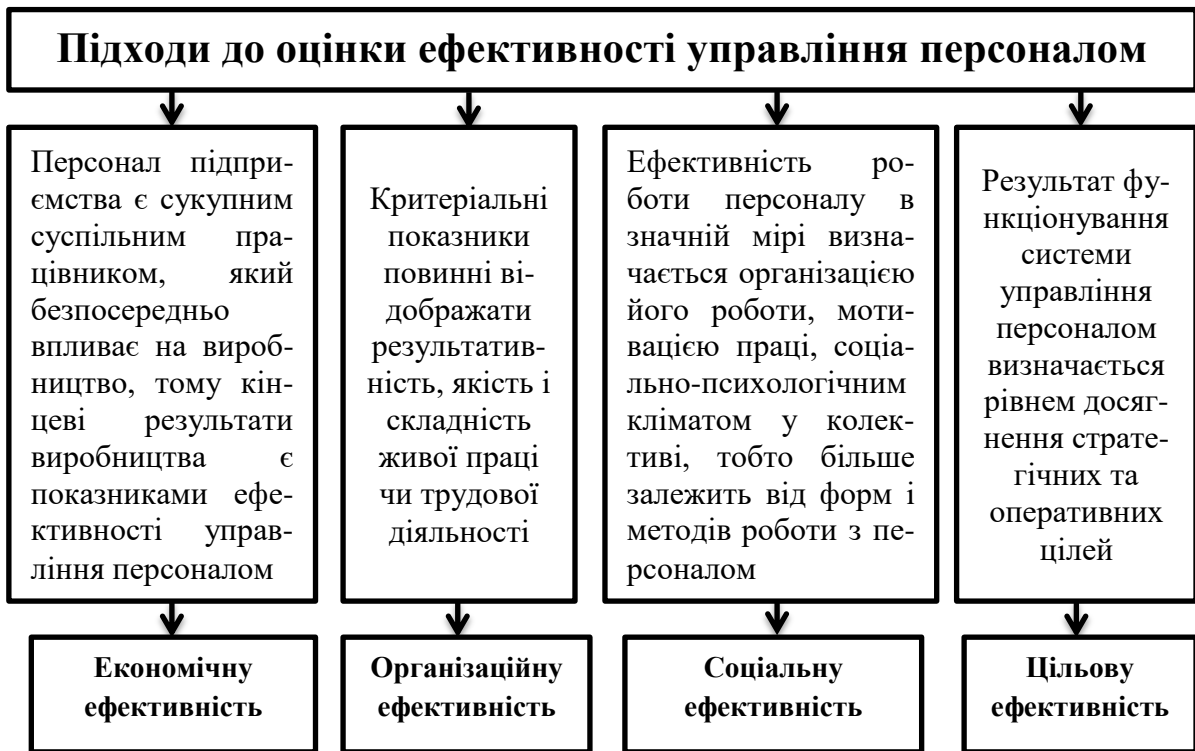 Підходи до оцінки ефективності управління персоналом
Персонал підпри-
ємства є сукупним
суспільним пра-
цівником, який
безпосередньо
впливає на вироб-
ництво, тому кін-
цеві результати
виробництва є
показниками ефе-
ктивності управ-
ління персоналом
Критеріальні
показники
повинні ві-
дображати
результатив-
ність, якість і
складність
живої праці
чи трудової
діяльності
Ефективність ро-
боти персоналу в
значній мірі визна-
чається організацією
його роботи, моти-
вацією праці, соціа-
льно-психологічним
кліматом у колек-
тиві, тобто більше
залежить від форм і
методів роботи з пе-
рсоналом
Результат фу-
нкціонування
системи
управління
персоналом
визначається
рівнем досяг-
нення страте-
гічних та
оперативних
цілей
Економічну
ефективність
Організаційну
ефективність
Соціальну
ефективність
Цільову
ефективність